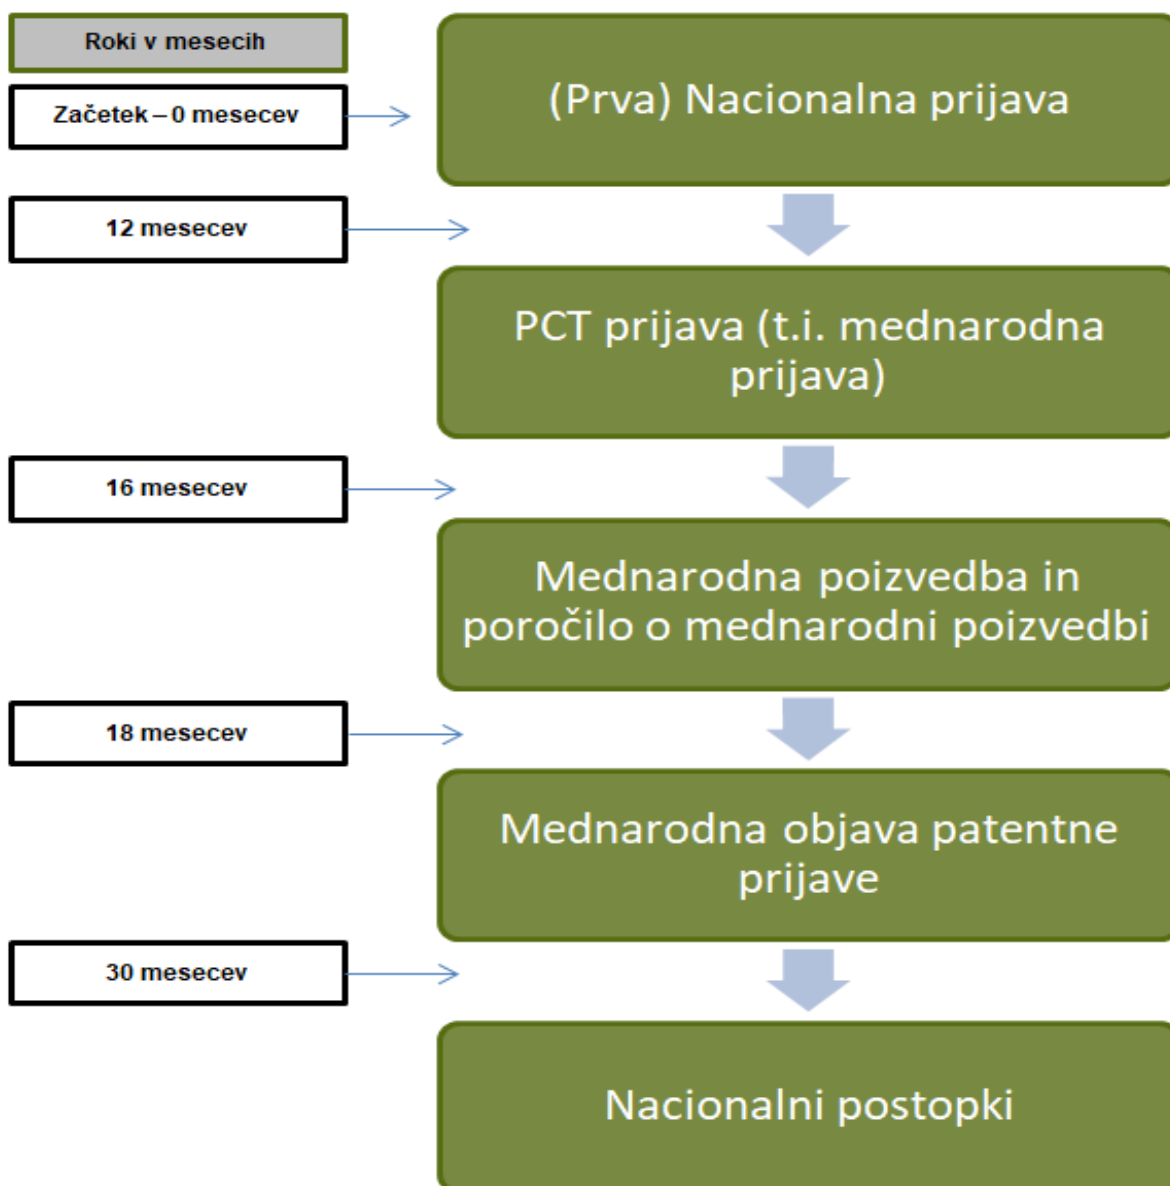 Roki v mesecih
Začetek – 0 mesecev
(Prva) Nacionalna prijava
12 mesecev
PCT prijava (t.i. mednarodna
prijava)
16 mesecev
Mednarodna poizvedba in
poročilo o mednarodni poizvedbi
18 mesecev
Mednarodna objava patentne
prijave
30 mesecev
Nacionalni postopki